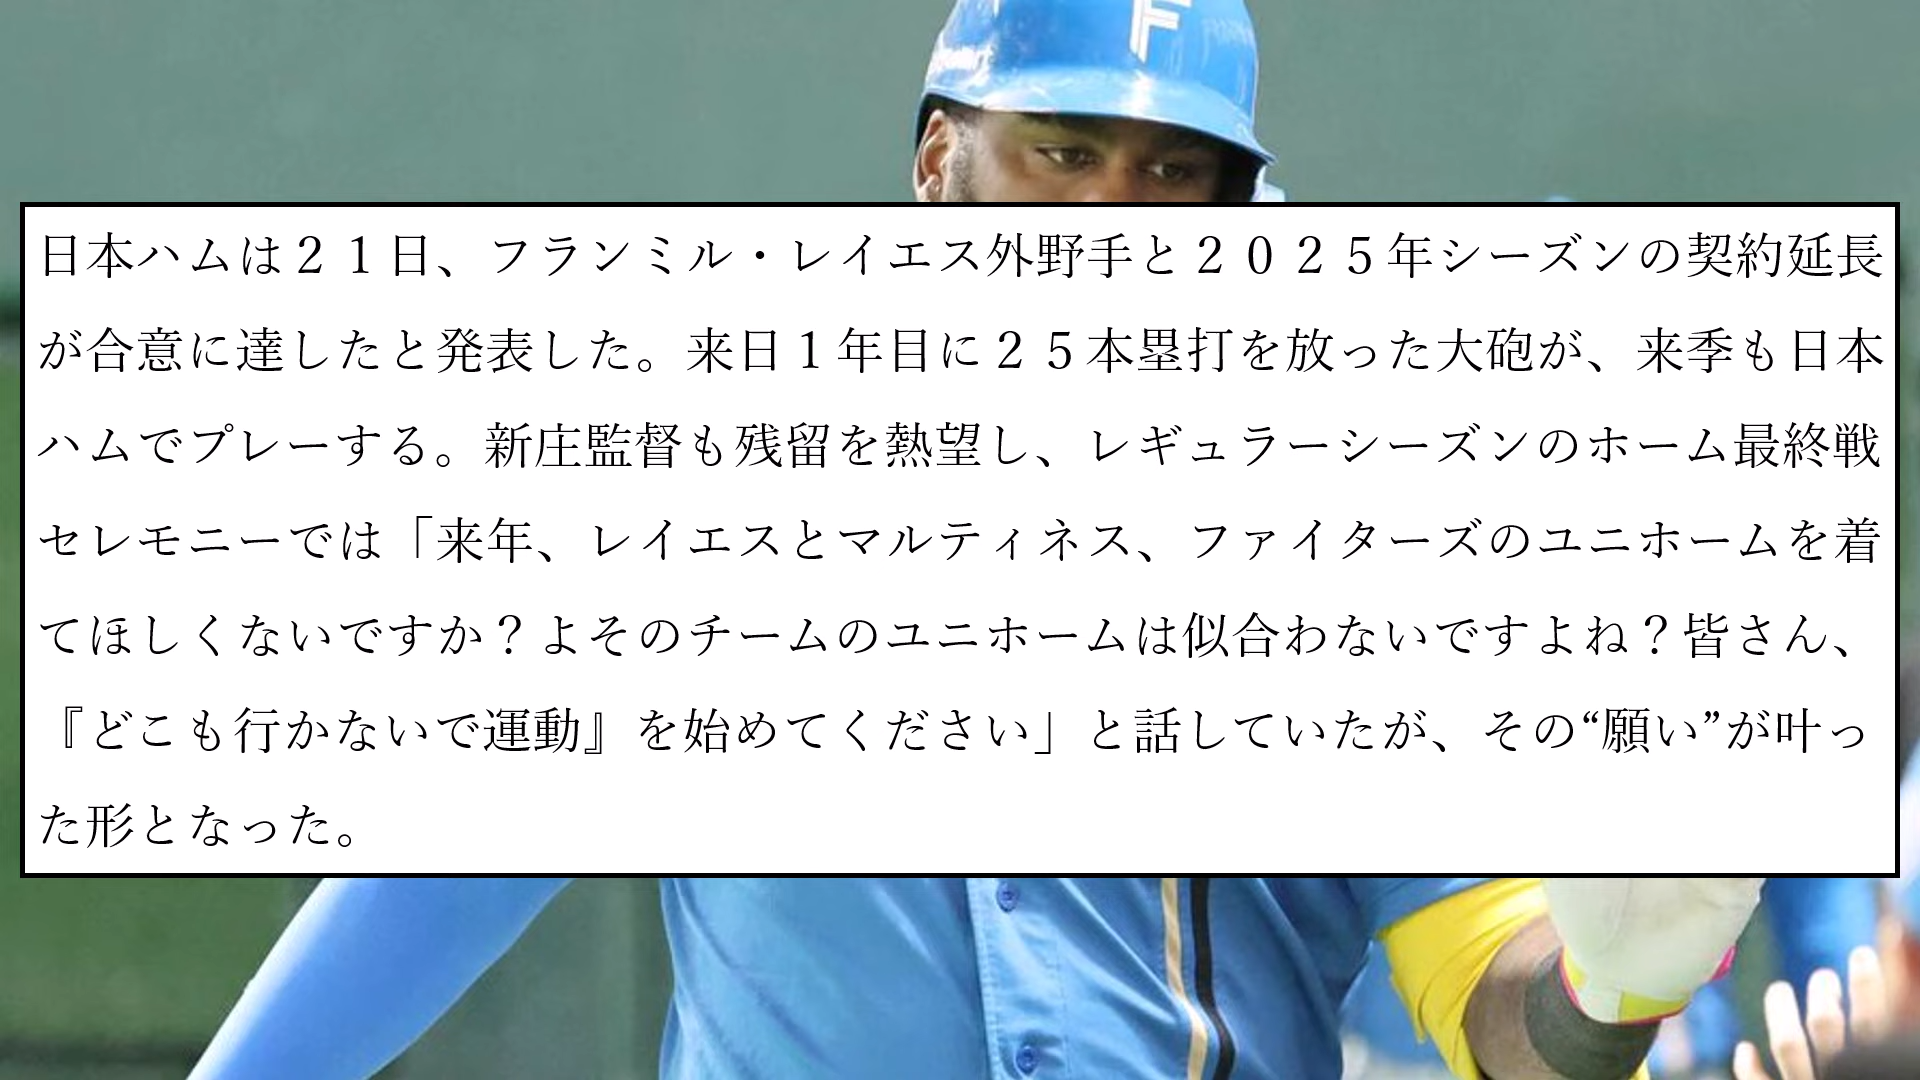 F
日本ハムは２１日、フランミル・レイエス外野手と２０２５年シーズンの契約延長
が合意に達したと発表した。来日１年目に２５本塁打を放った大砲が、来季も日本
ハムでプレーする。新庄監督も残留を熱望し、レギュラーシーズンのホーム最終戦
セレモニーでは「来年、レイエスとマルティネス、ファイターズのユニホームを着
てほしくないですか？よそのチームのユニホームは似合わないですよね？皆さん、
『どこも行かないで運動』を始めてください」と話していたが、その“願い”が叶っ
た形となった。